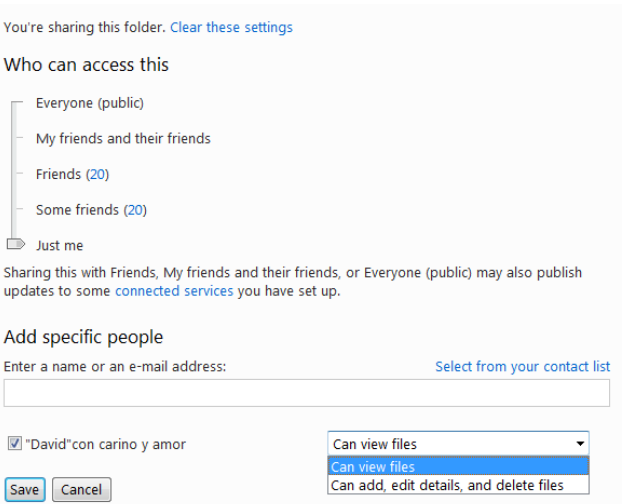 You're sharing this folder. Clear these settings
Who can access this
Everyone (public)
My friends and their friends
Friends (20)
Some friends (20)
Just me
Sharing this with Friends, My friends and their friends, or Everyone (public) may also publish
updates to some connected services you have set up.
Add specific people
Enter a name or an e-mail address: Select from your contact list
"David"con carino y amor Can view files
Can view files
Can add, edit details, and delete files
Save Cancel